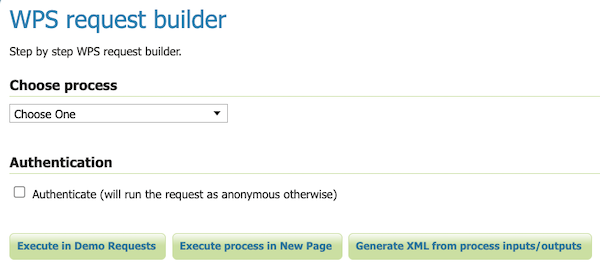 WPS request builder
Step by step WPS request builder.
Choose process
Choose One
Authentication
Authenticate (will run the request as anonymous otherwise)
Execute in Demo Requests Execute process in New Page Generate XML from process inputs/outputs